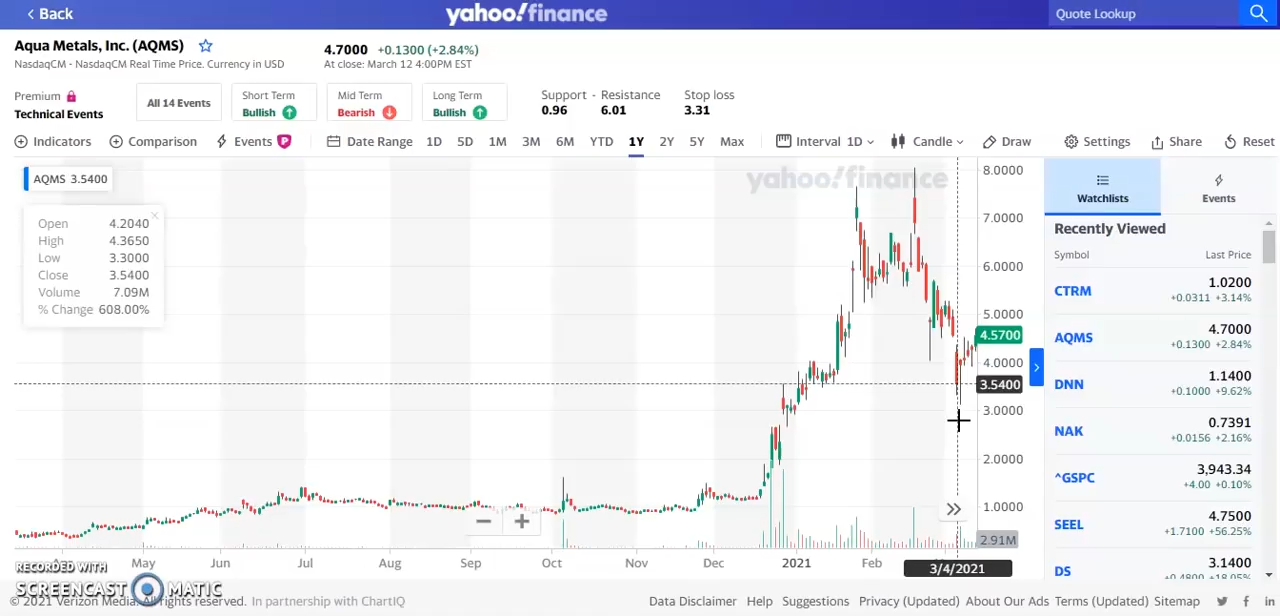 Back
yahoo!finance
Quote Lookup
Aqua Metals, Inc. (AQMS)
4.7000 +0.1300 (+2.84%)
NasdaqCM - NasdaqCM Real Time Price. Currency in USD
At close: March 12 4:00PM EST
Premium
Technical Events
All 14 Events
Short Term
Bullish
Mid Term
Bearish
Long Term
Bullish
Support - Resistance
0.96 6.01
Stop loss
3.31
Indicators Comparison Events P Date Range 1D 5D 1M 3M 6M YTD 1Y 2Y 5Y Max Interval 1D Candle Draw Settings Share Reset
AQMS 3.5400
yahoo!finance
Open 4.2040
High 4.3650
Low 3.3000
Close 3.5400
Volume 7.09M
% Change 608.00%
8.0000
7.0000
6.0000
5.0000
4.5700
4.0000
3.5400
3.0000
2.0000
1.0000
2.91M
May Jun Jul Aug Sep Oct Nov Dec 2021 Feb
3/4/2021
Watchlists
Events
Recently Viewed
Symbol Last Price
CTRM 1.0200
+0.0311 +3.14%
AQMS 4.7000
+0.1300 +2.84%
DNN 1.1400
+0.1000 +9.62%
NAK 0.7391
+0.0156 +2.16%
^GSPC 3,943.34
+4.00 +0.10%
SEEL 4.7500
+1.7100 +56.25%
DS 3.1400
+0.4800 +18.05%
RECORDED WITH
SCREENCAST MATIC
© 2021 Verizon Media. All rights reserved. In partnership with ChartIQ
Data Disclaimer Help Suggestions Privacy (Updated) About Our Ads Terms (Updated) Sitemap